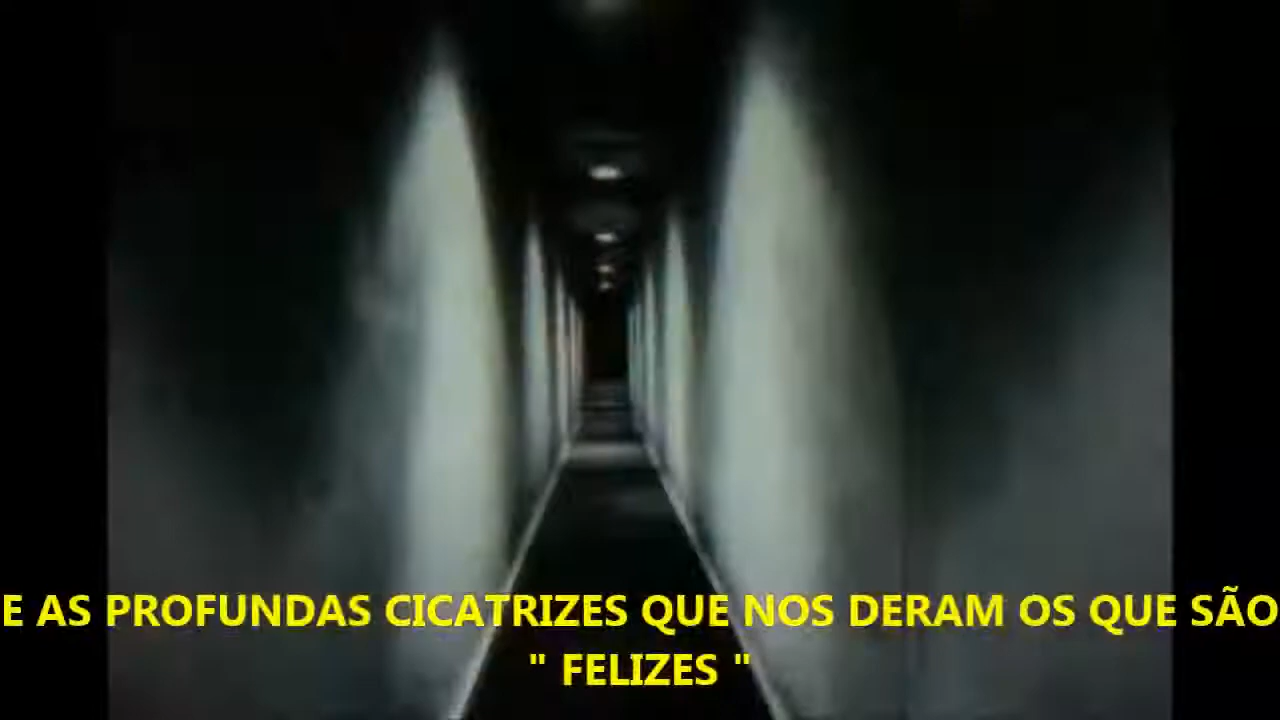 E AS PROFUNDAS CICATRIZES QUE NOS DERAM OS QUE SÃO
" FELIZES "